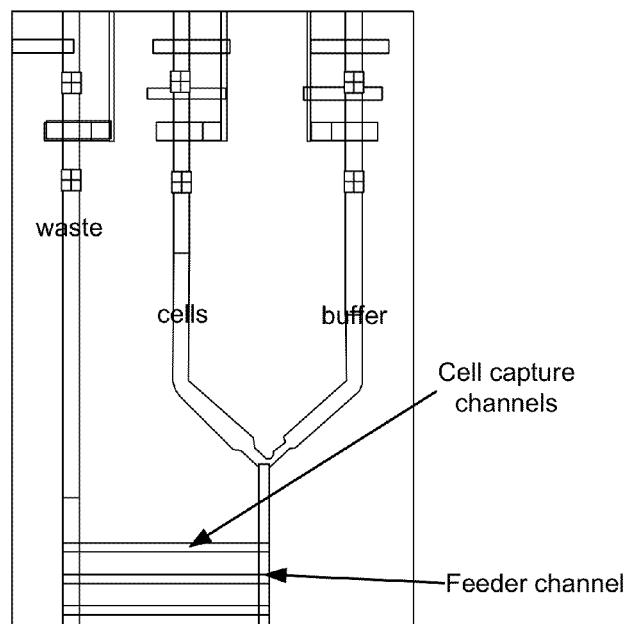 waste
cells
buffer
Cell capture
channels
Feeder channel